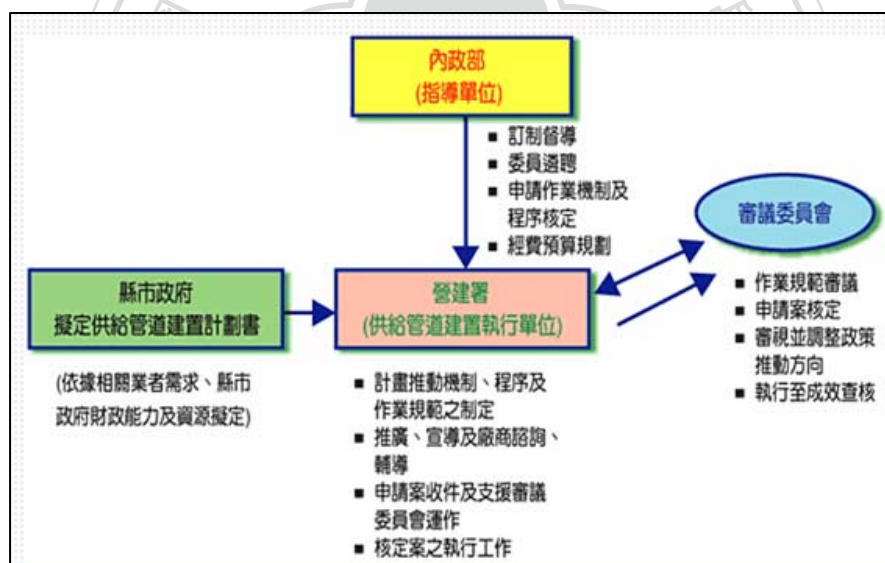 內政部
(指導單位)
■ 訂制督導
■ 委員遴聘
■ 申請作業機制及
程序核定
■ 經費預算規劃
審議委員會
■ 作業規範審議
■ 申請案核定
■ 審視並調整政策
推動方向
■ 執行至成效查核
縣市政府
擬定供給管道建置計劃書
(依據相關業者需求、縣市
政府財政能力及資源擬定)
營建署
(供給管道建置執行單位)
■ 計畫推動機制、程序及
作業規範之制定
■ 推廣、宣導及廠商諮詢、
輔導
■ 申請案收件及支援審議
委員會運作
■ 核定案之執行工作